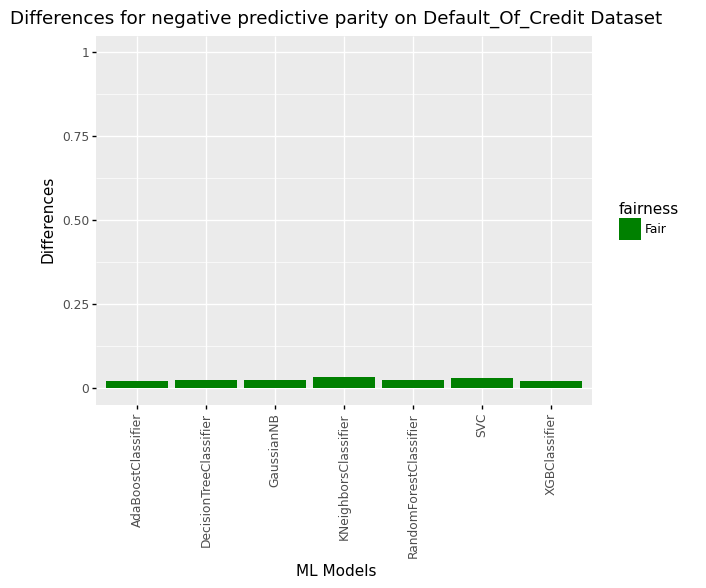 Differences for negative predictive parity on Default_Of_Credit Dataset
1
0.75
0.50
0.25
0
Differences
fairness
Fair
AdaBoostClassifier
DecisionTreeClassifier
GaussianNB
KNeighborsClassifier
RandomForestClassifier
SVC
XGBClassifier
ML Models